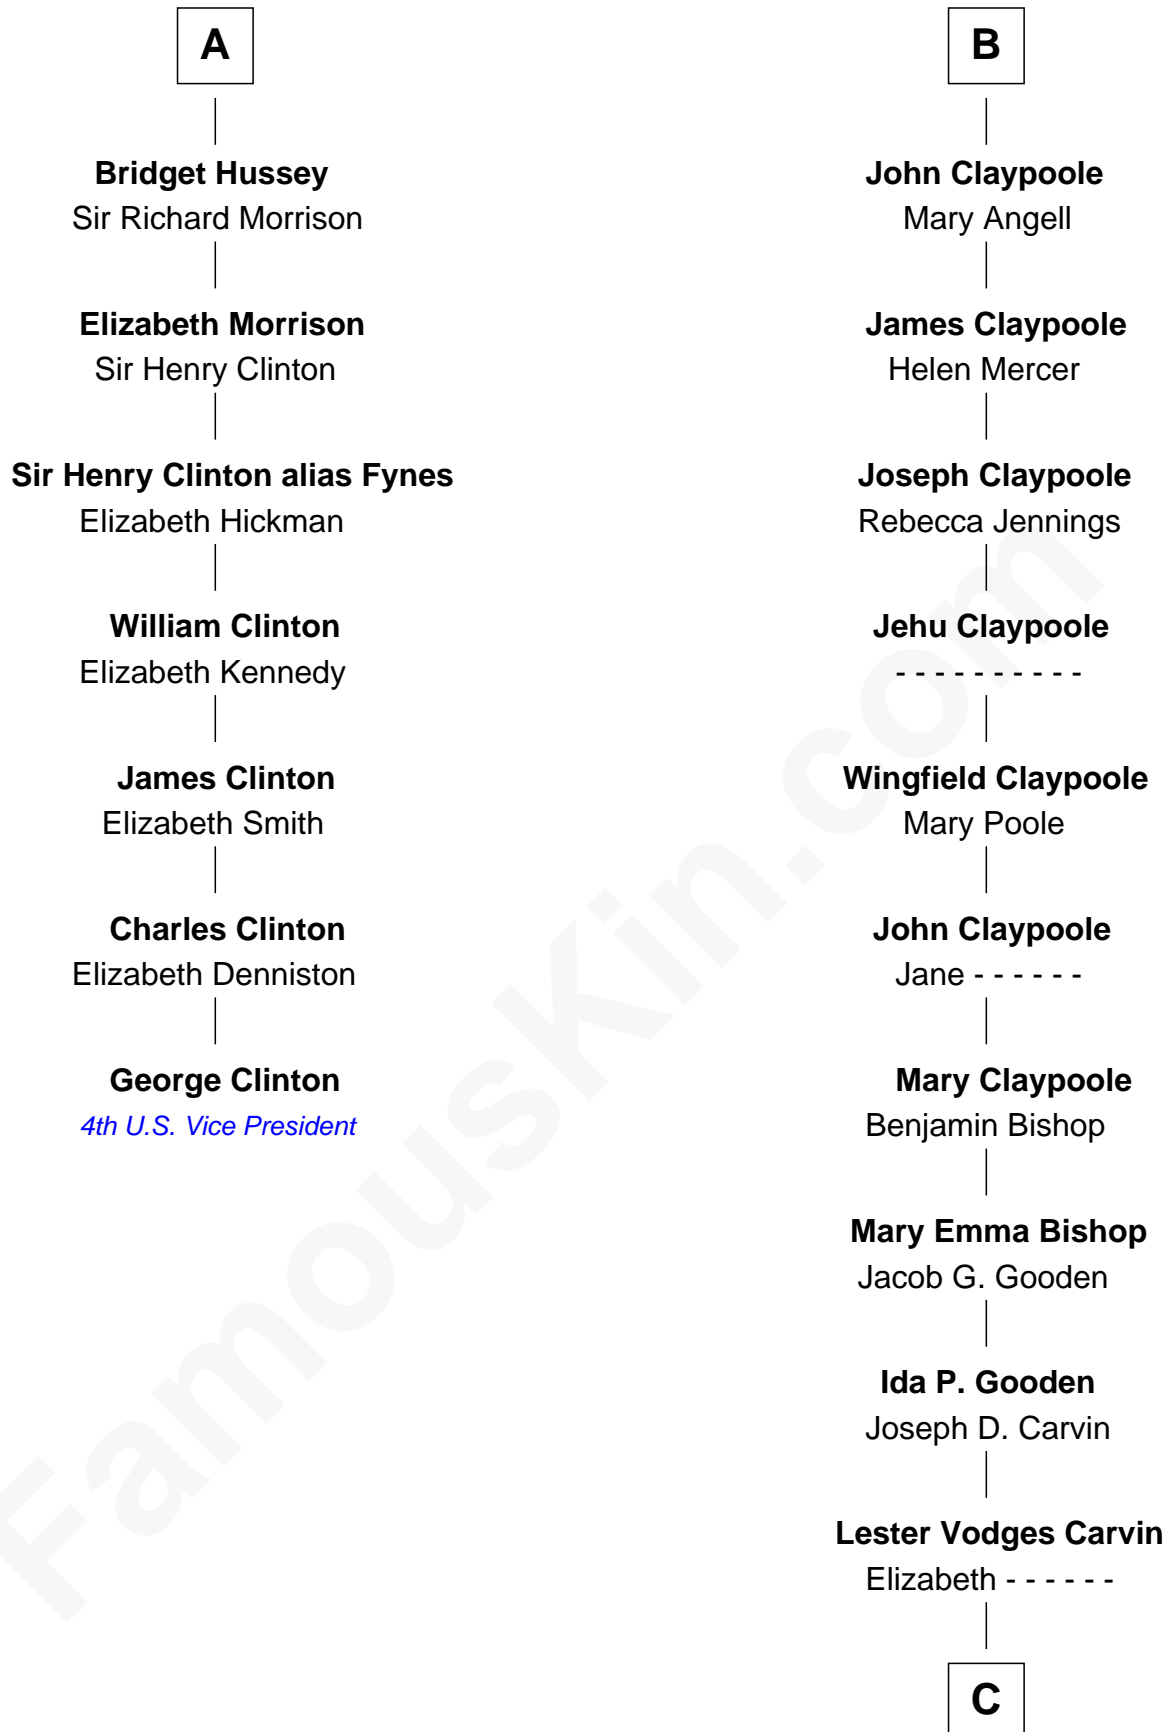 A
Bridget Hussey
Sir Richard Morrison
Elizabeth Morrison
Sir Henry Clinton
Sir Henry Clinton alias Fynes
Elizabeth Hickman
William Clinton
Elizabeth Kennedy
James Clinton
Elizabeth Smith
Charles Clinton
Elizabeth Denniston
George Clinton
4th U.S. Vice President
B
John Claypoole
Mary Angell
James Claypoole
Helen Mercer
Joseph Claypoole
Rebecca Jennings
Jehu Claypoole
- - - - - - - - - -
Wingfield Claypoole
Mary Poole
John Claypoole
Jane - - - - - -
Mary Claypoole
Benjamin Bishop
Mary Emma Bishop
Jacob G. Gooden
Ida P. Gooden
Joseph D. Carvin
Lester Vodges Carvin
Elizabeth - - - - - -
C
FamousKin.com